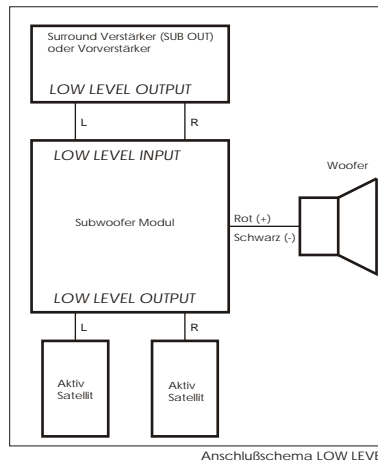 Surround Verstärker (SUB OUT)
oder Vorverstärker
LOW LEVEL OUTPUT
L
R
LOW LEVEL INPUT
Woofer
Subwoofer Modul
Rot (+)
Schwarz (-)
LOW LEVEL OUTPUT
L
R
Aktiv
Satellit
Aktiv
Satellit
Anschlußschema LOW LEVE